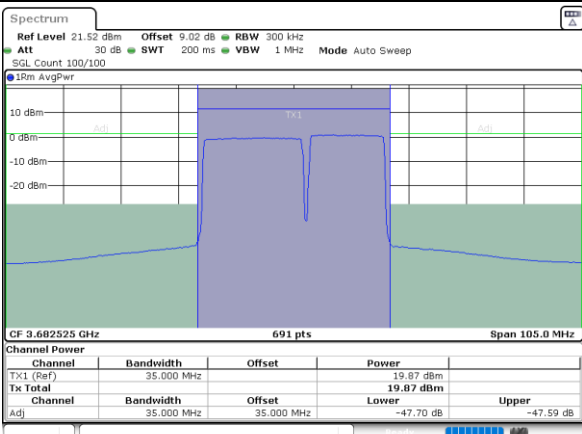 Spectrum
Ref Level 21.52 dBm Offset 9.02 dB RBW 300 kHz
Att 30 dB SWT 200 ms VBW 1 MHz Mode Auto Sweep
SGL Count 100/100
1Rm AvgPwr
10 dBm
TX1
Adj Adj
0 dBm
-10 dBm
-20 dBm
CF 3.682525 GHz 691 pts Span 105.0 MHz
Channel Power
Channel Bandwidth Offset Power
TX1 (Ref) 35.000 MHz 19.87 dBm
Tx Total 19.87 dBm
Channel Bandwidth Offset Lower Upper
Adj 35.000 MHz 35.000 MHz -47.70 dB -47.59 dB